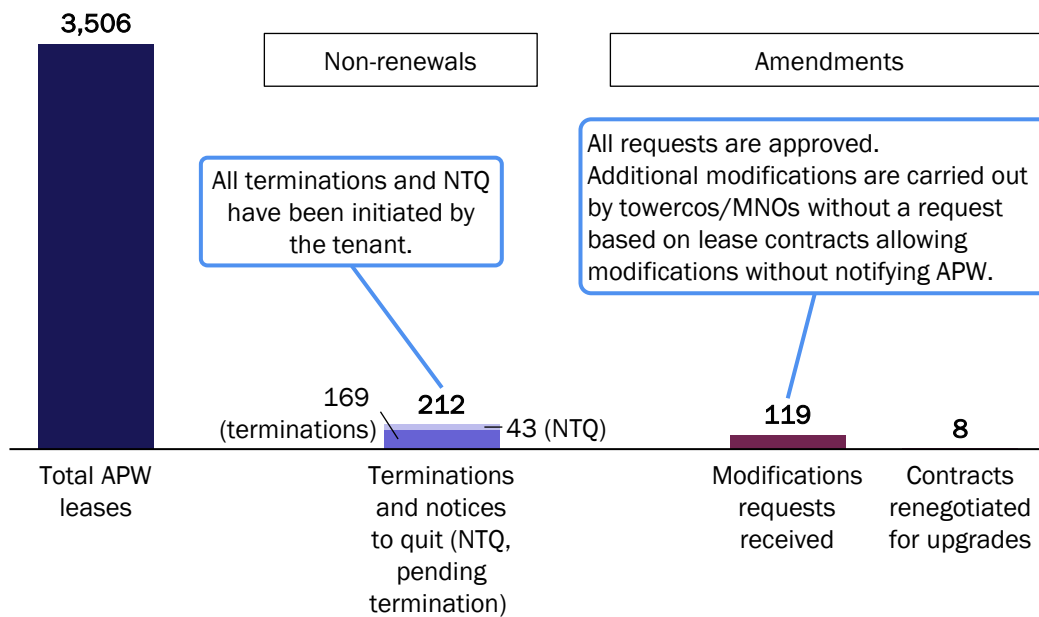 3,506
Non-renewals
Amendments
All terminations and NTQ
have been initiated by
the tenant.
All requests are approved.
Additional modifications are carried out
by towercos/MNOs without a request
based on lease contracts allowing
modifications without notifying APW.
169
(terminations)
212
43 (NTQ)
119
8
Total APW
leases
Terminations
and notices
to quit (NTQ,
pending
termination)
Modifications
requests
received
Contracts
renegotiated
for upgrades